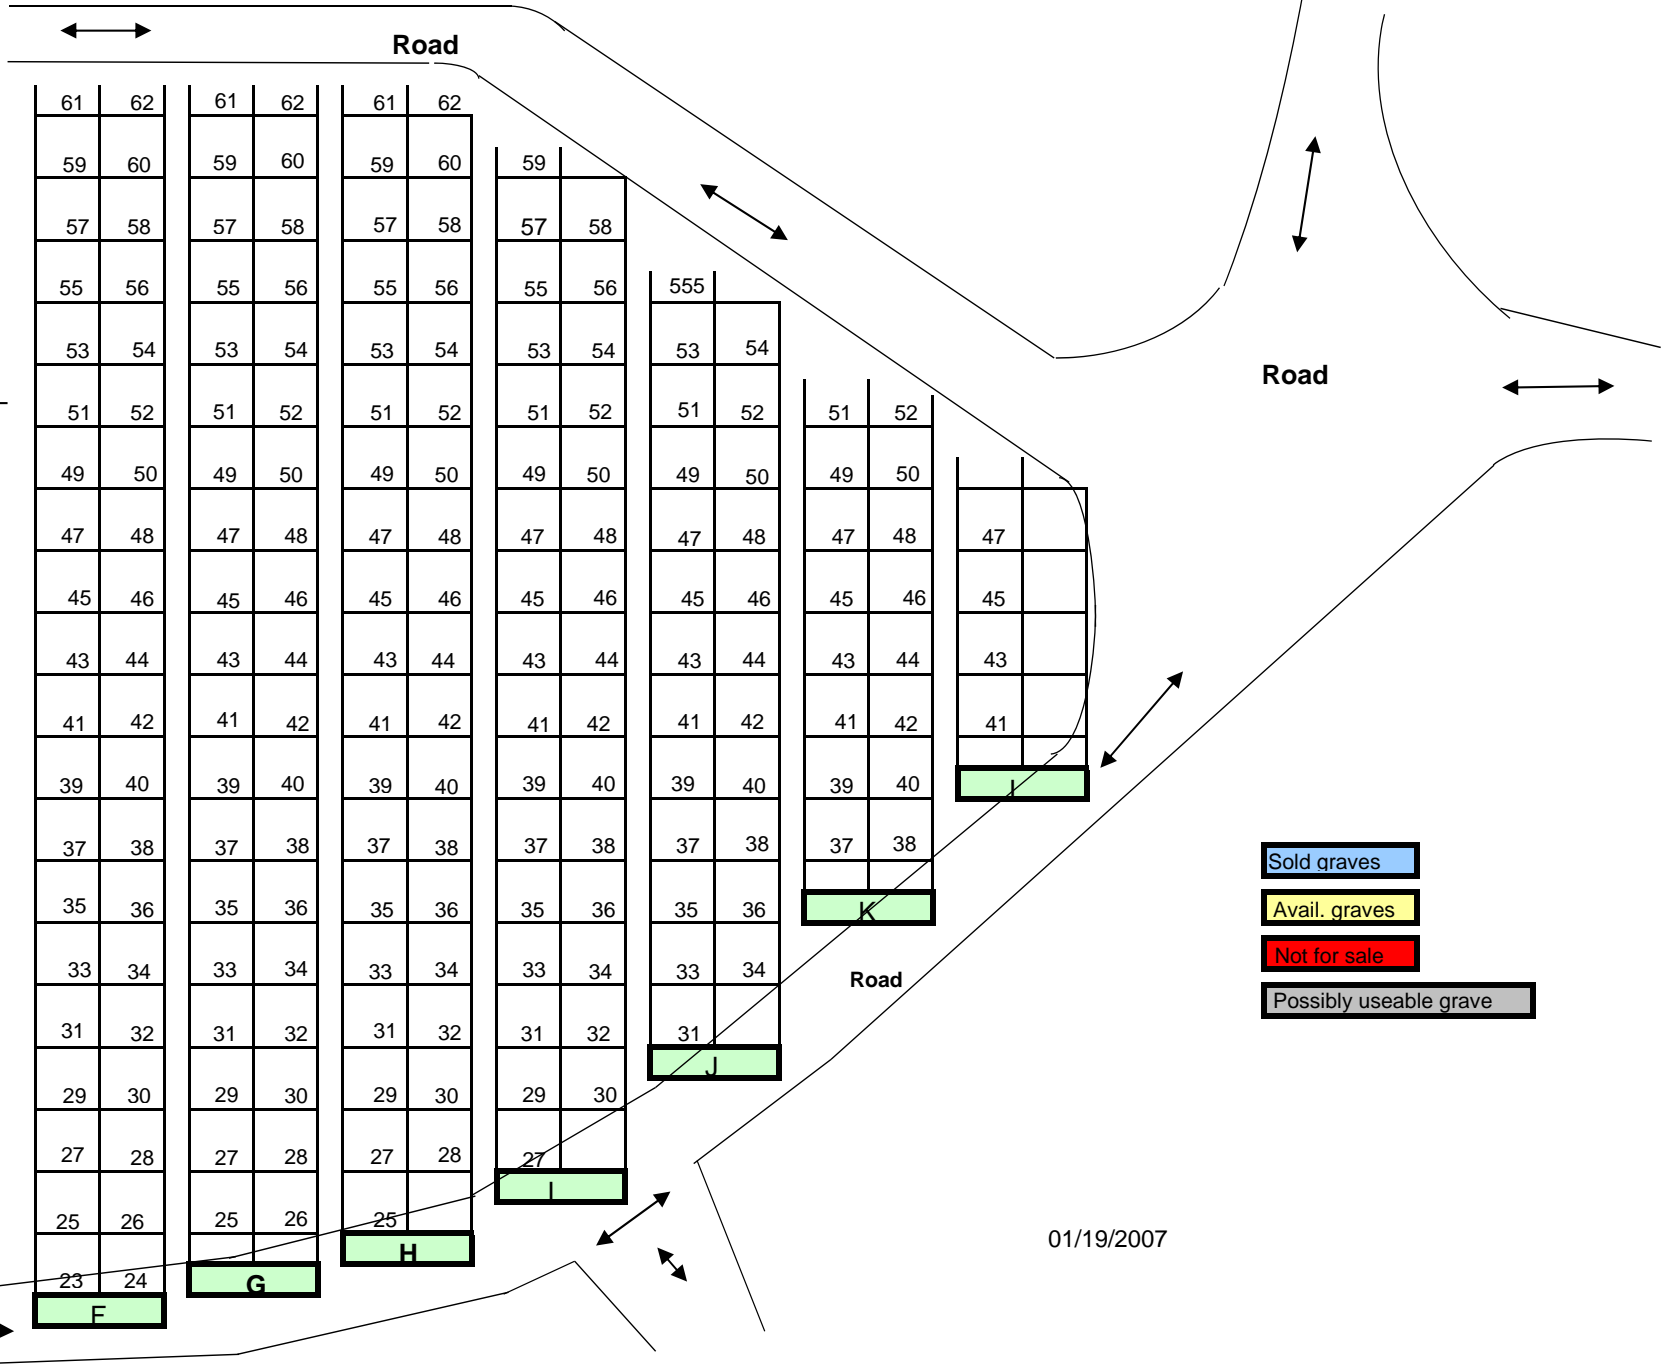 Road
61 62 61 62 61 62
59 60 59 60 59 60 59
57 58 57 58 57 58 57 58
55 56 55 56 55 56 55 56 555
53 54 53 54 53 54 53 54 53 54
Road
51 52 51 52 51 52 51 52 51 52 51 52
49 50 49 50 49 50 49 50 49 50 49 50
47 48 47 48 47 48 47 48 47 48 47 48 47
45 46 45 46 45 46 45 46 45 46 45 46 45
43 44 43 44 43 44 43 44 43 44 43 44 43
41 42 41 42 41 42 41 42 41 42 41 42 41
39 40 39 40 39 40 39 40 39 40 39 40
37 38 37 38 37 38 37 38 37 38 37 38
35 36 35 36 35 36 35 36 35 36 K
33 34 33 34 33 34 33 34 33 34
Road
31 32 31 32 31 32 31 32 31
J
29 30 29 30 29 30 29 30
27 28 27 28 27 28 27
I
25 26 25 26 25
H
23 24 G
F
Sold graves
Avail. graves
Not for sale
Possibly useable grave
01/19/2007